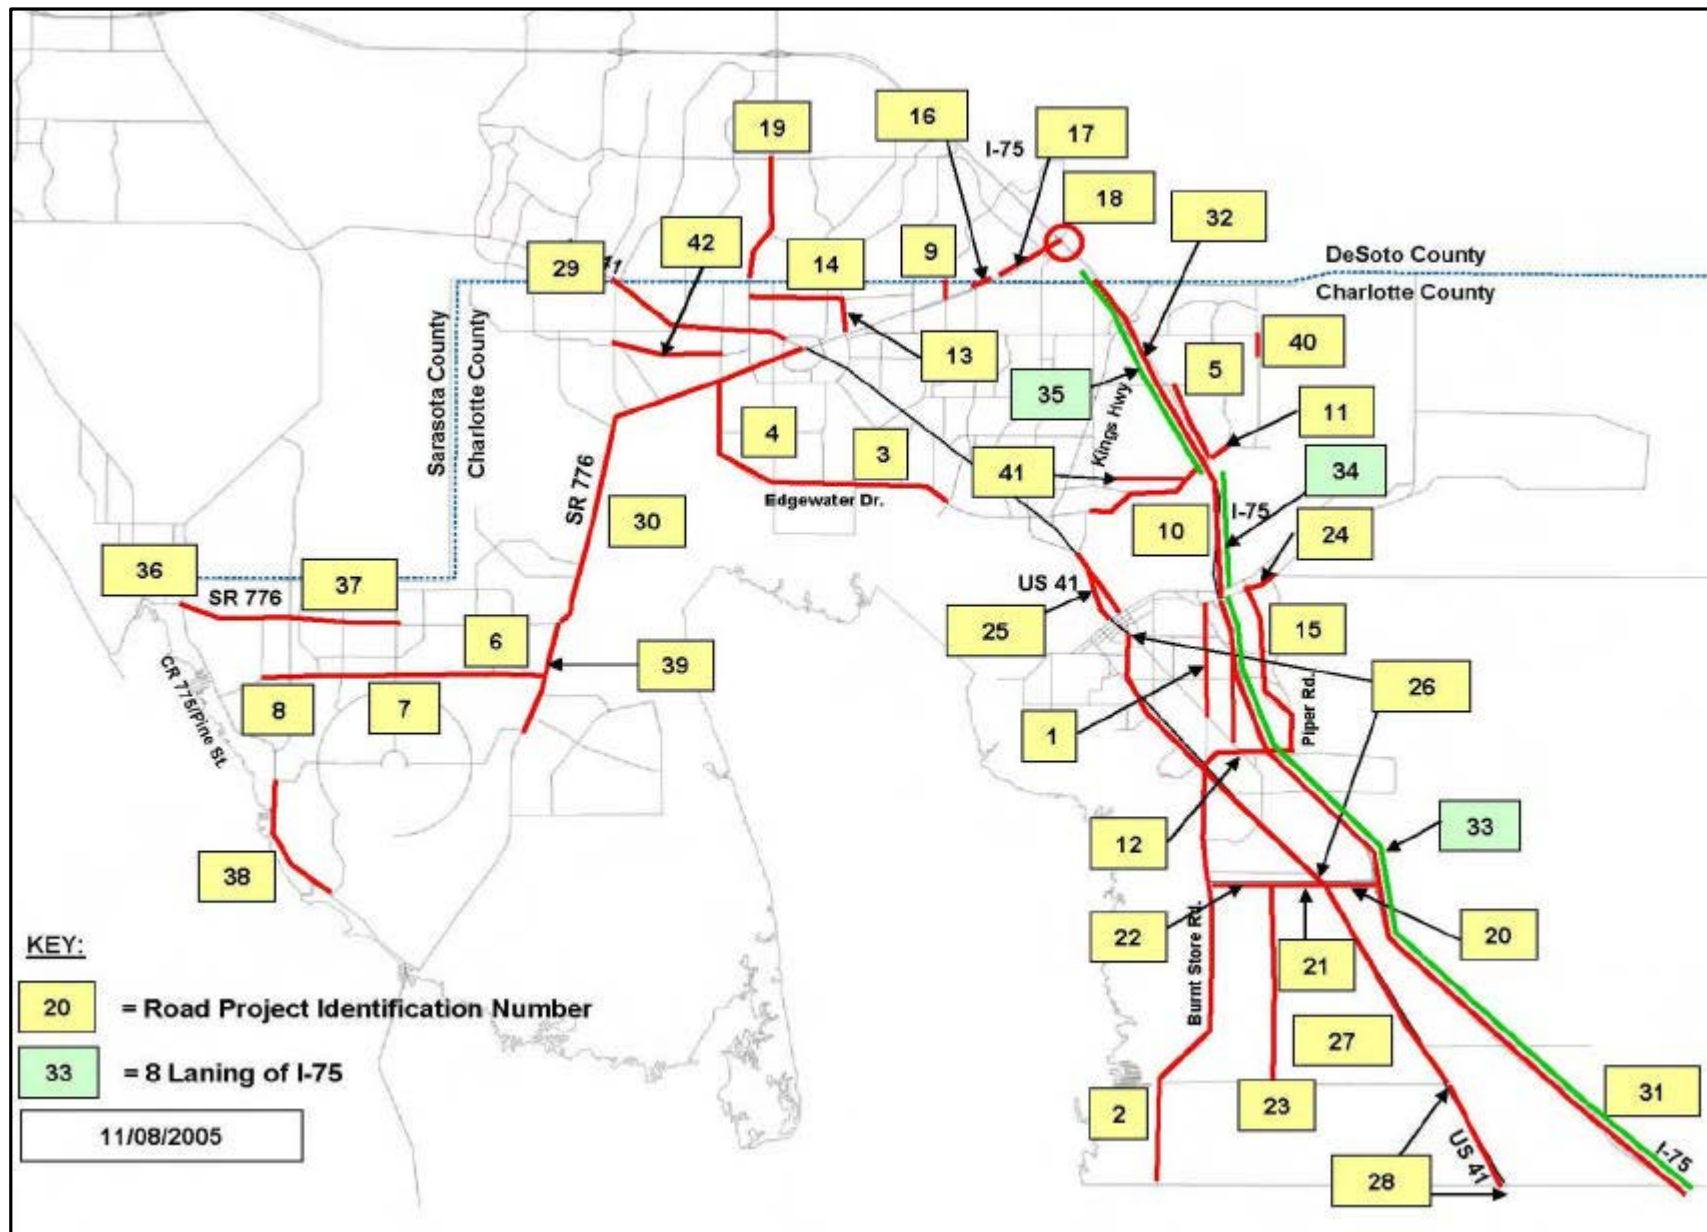 19
16
17
I-75
18
32
42
9
29
41
14
DeSoto County
Charlotte County
13
40
5
35
Kings Hwy
11
Sarasota County
Charlotte County
4
3
41
34
SR 776
Edgewater Dr.
30
10
I-75
24
36
37
SR 776
US 41
25
15
6
39
26
CR 775/Pine St.
8
7
1
Piper Rd.
12
33
38
22
Burnt Store Rd.
21
20
KEY:
20 = Road Project Identification Number
27
33 = 8 Laning of I-75
2
23
31
11/08/2005
28
US 41
I-75